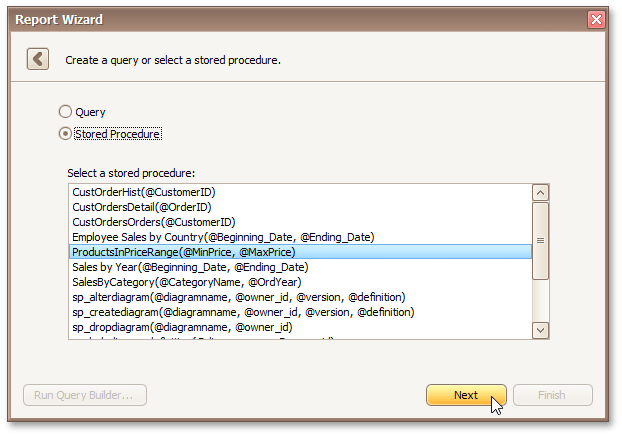 Report Wizard
Create a query or select a stored procedure.
Query
Stored Procedure
Select a stored procedure:
CustOrderHist(@CustomerID)
CustOrdersDetail(@OrderID)
CustOrdersOrders(@CustomerID)
Employee Sales by Country(@Beginning_Date, @Ending_Date)
ProductsInPriceRange(@MinPrice, @MaxPrice)
Sales by Year(@Beginning_Date, @Ending_Date)
SalesByCategory(@CategoryName, @OrdYear)
sp_alterdiagram(@diagramname, @owner_id, @version, @definition)
sp_creatediagram(@diagramname, @owner_id, @version, @definition)
sp_dropdiagram(@diagramname, @owner_id)
Run Query Builder... Next Finish